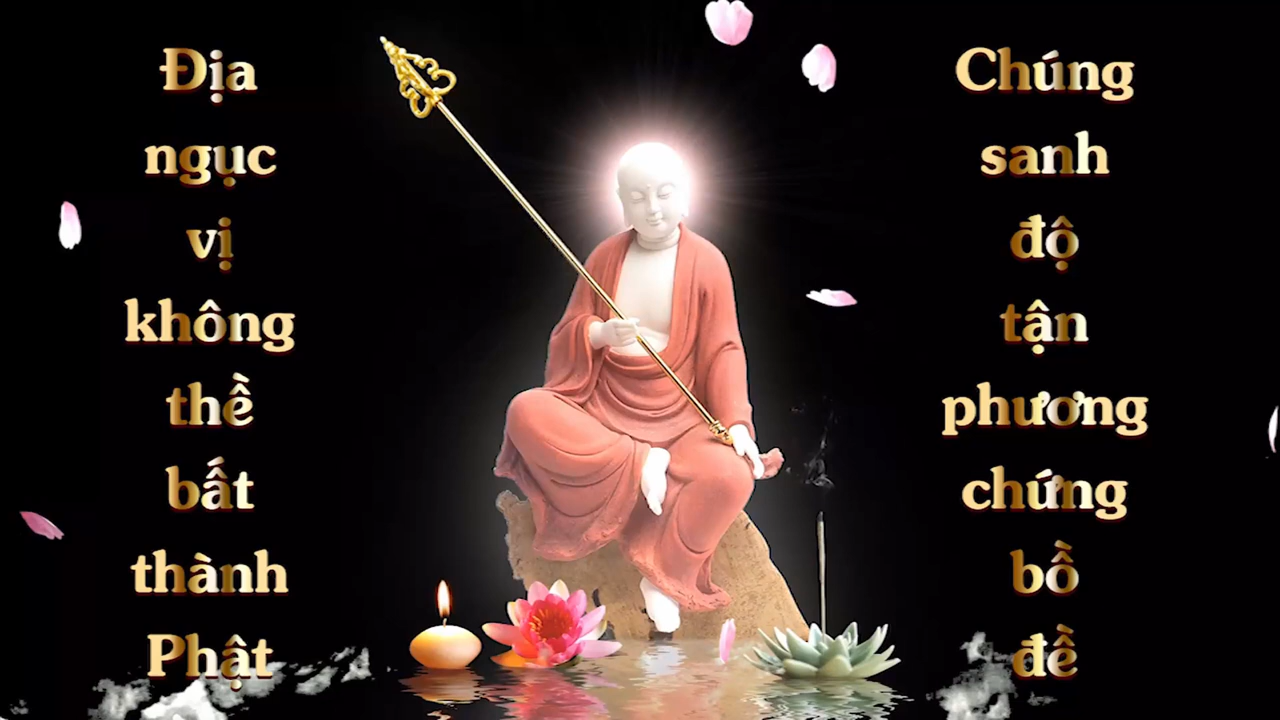 Địa
ngục
vị
không
thề
bất
thành
Phật
Chúng
sanh
độ
tận
phương
chứng
bồ
đề